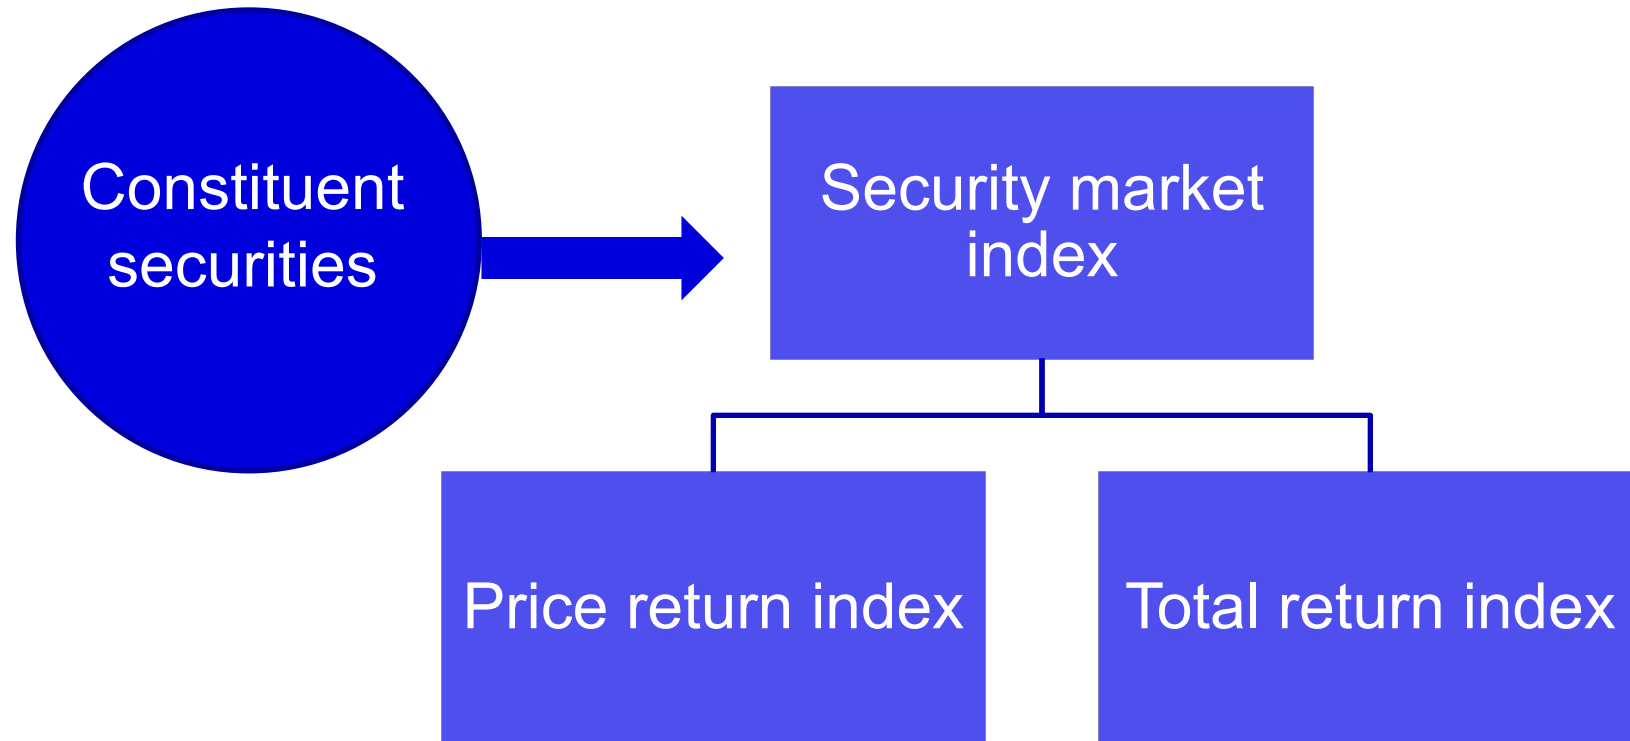 Constituent
securities
Security market
index
Price return index
Total return index